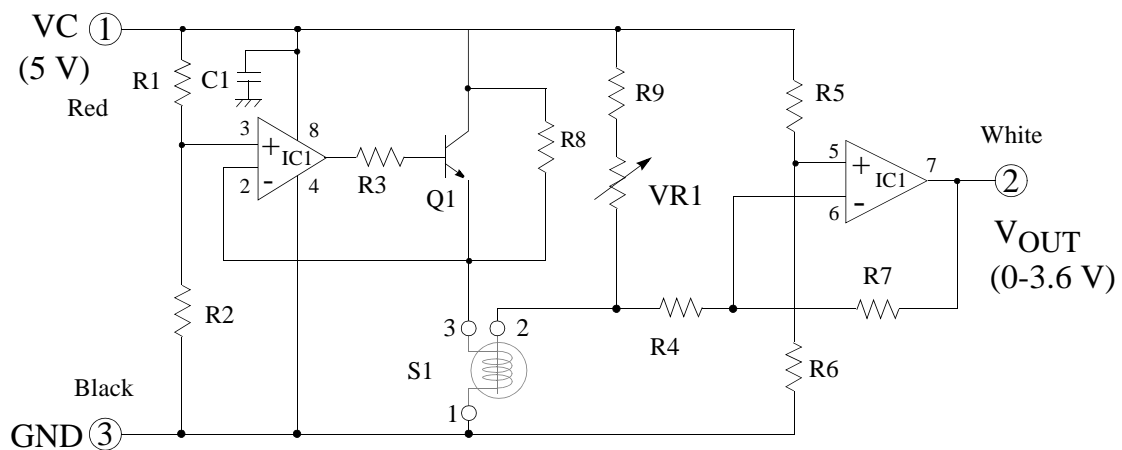 VC 1
(5 V)
Red
R1
C1
3
2
+
-
IC1
8
4
R3
Q1
R8
R9
VR1
R5
5
6
+
-
IC1
7
White
2
VOUT
(0-3.6 V)
R7
R4
R2
3
2
S1
1
R6
Black
GND 3